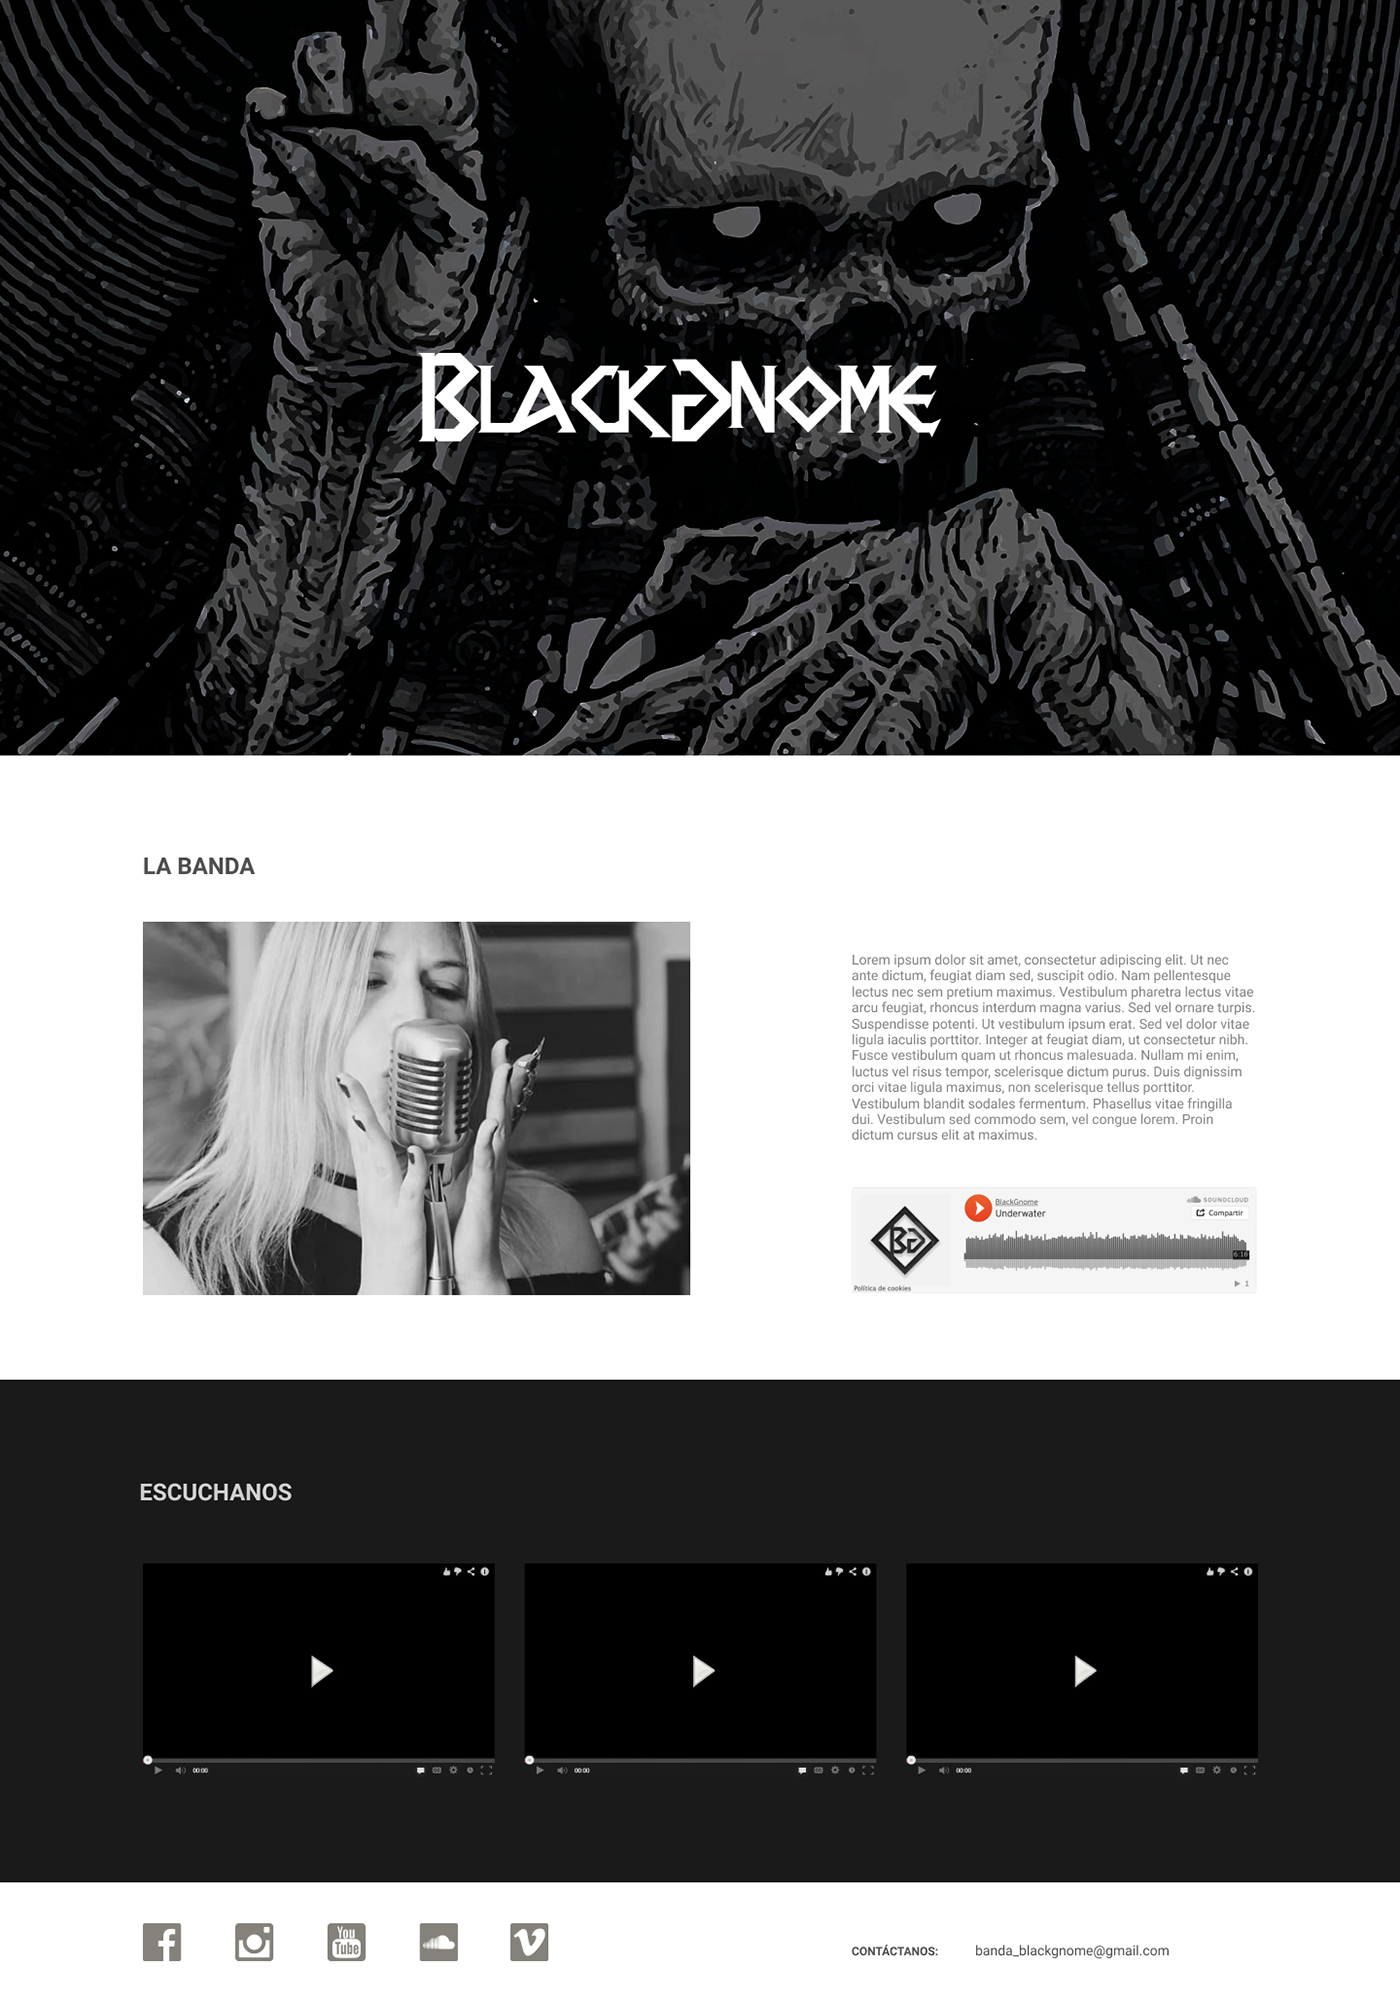 BLACKGNOME
LA BANDA
Lorem ipsum dolor sit amet, consectetur adipiscing elit. Ut nec
ante dictum, feugiat diam sed, suscipit odio. Nam pellentesque
lectus nec sem pretium maximus. Vestibulum pharetra lectus vitae
arcu feugiat, rhoncus interdum magna varius. Sed vel ornare turpis.
Suspendisse potenti. Ut vestibulum ipsum erat. Sed vel dolor vitae
ligula iaculis porttitor. Integer at feugiat diam, ut consectetur nibh.
Fusce vestibulum quam ut rhoncus malesuada. Nullam mi enim,
luctus vel risus tempor, scelerisque dictum purus. Duis dignissim
orci vitae ligula maximus, non scelerisque tellus porttitor.
Vestibulum blandit sodales fermentum. Phasellus vitae fringilla
dui. Vestibulum sed commodo sem, vel congue lorem. Proin
dictum cursus elit at maximus.
BlackGnome
Underwater
SOUNDCLOUD
Compartir
BG
6.16
1
Política de cookies
ESCUCHANOS
00:00
00:00
00:00
You
Tube
CONTÁCTANOS: banda_blackgnome@gmail.com